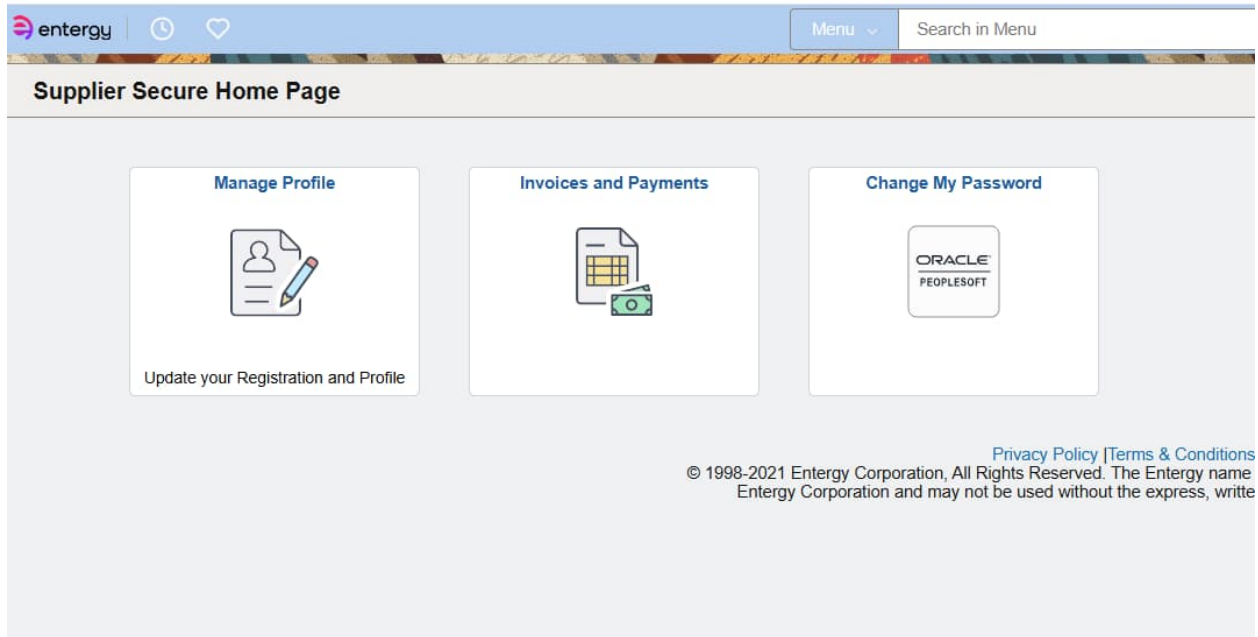 entergy
Menu
Search in Menu
Supplier Secure Home Page
Manage Profile
Invoices and Payments
Change My Password
ORACLE
PEOPLESOFT
Update your Registration and Profile
Privacy Policy |Terms & Conditions
© 1998-2021 Entergy Corporation, All Rights Reserved. The Entergy name
Entergy Corporation and may not be used without the express, writte